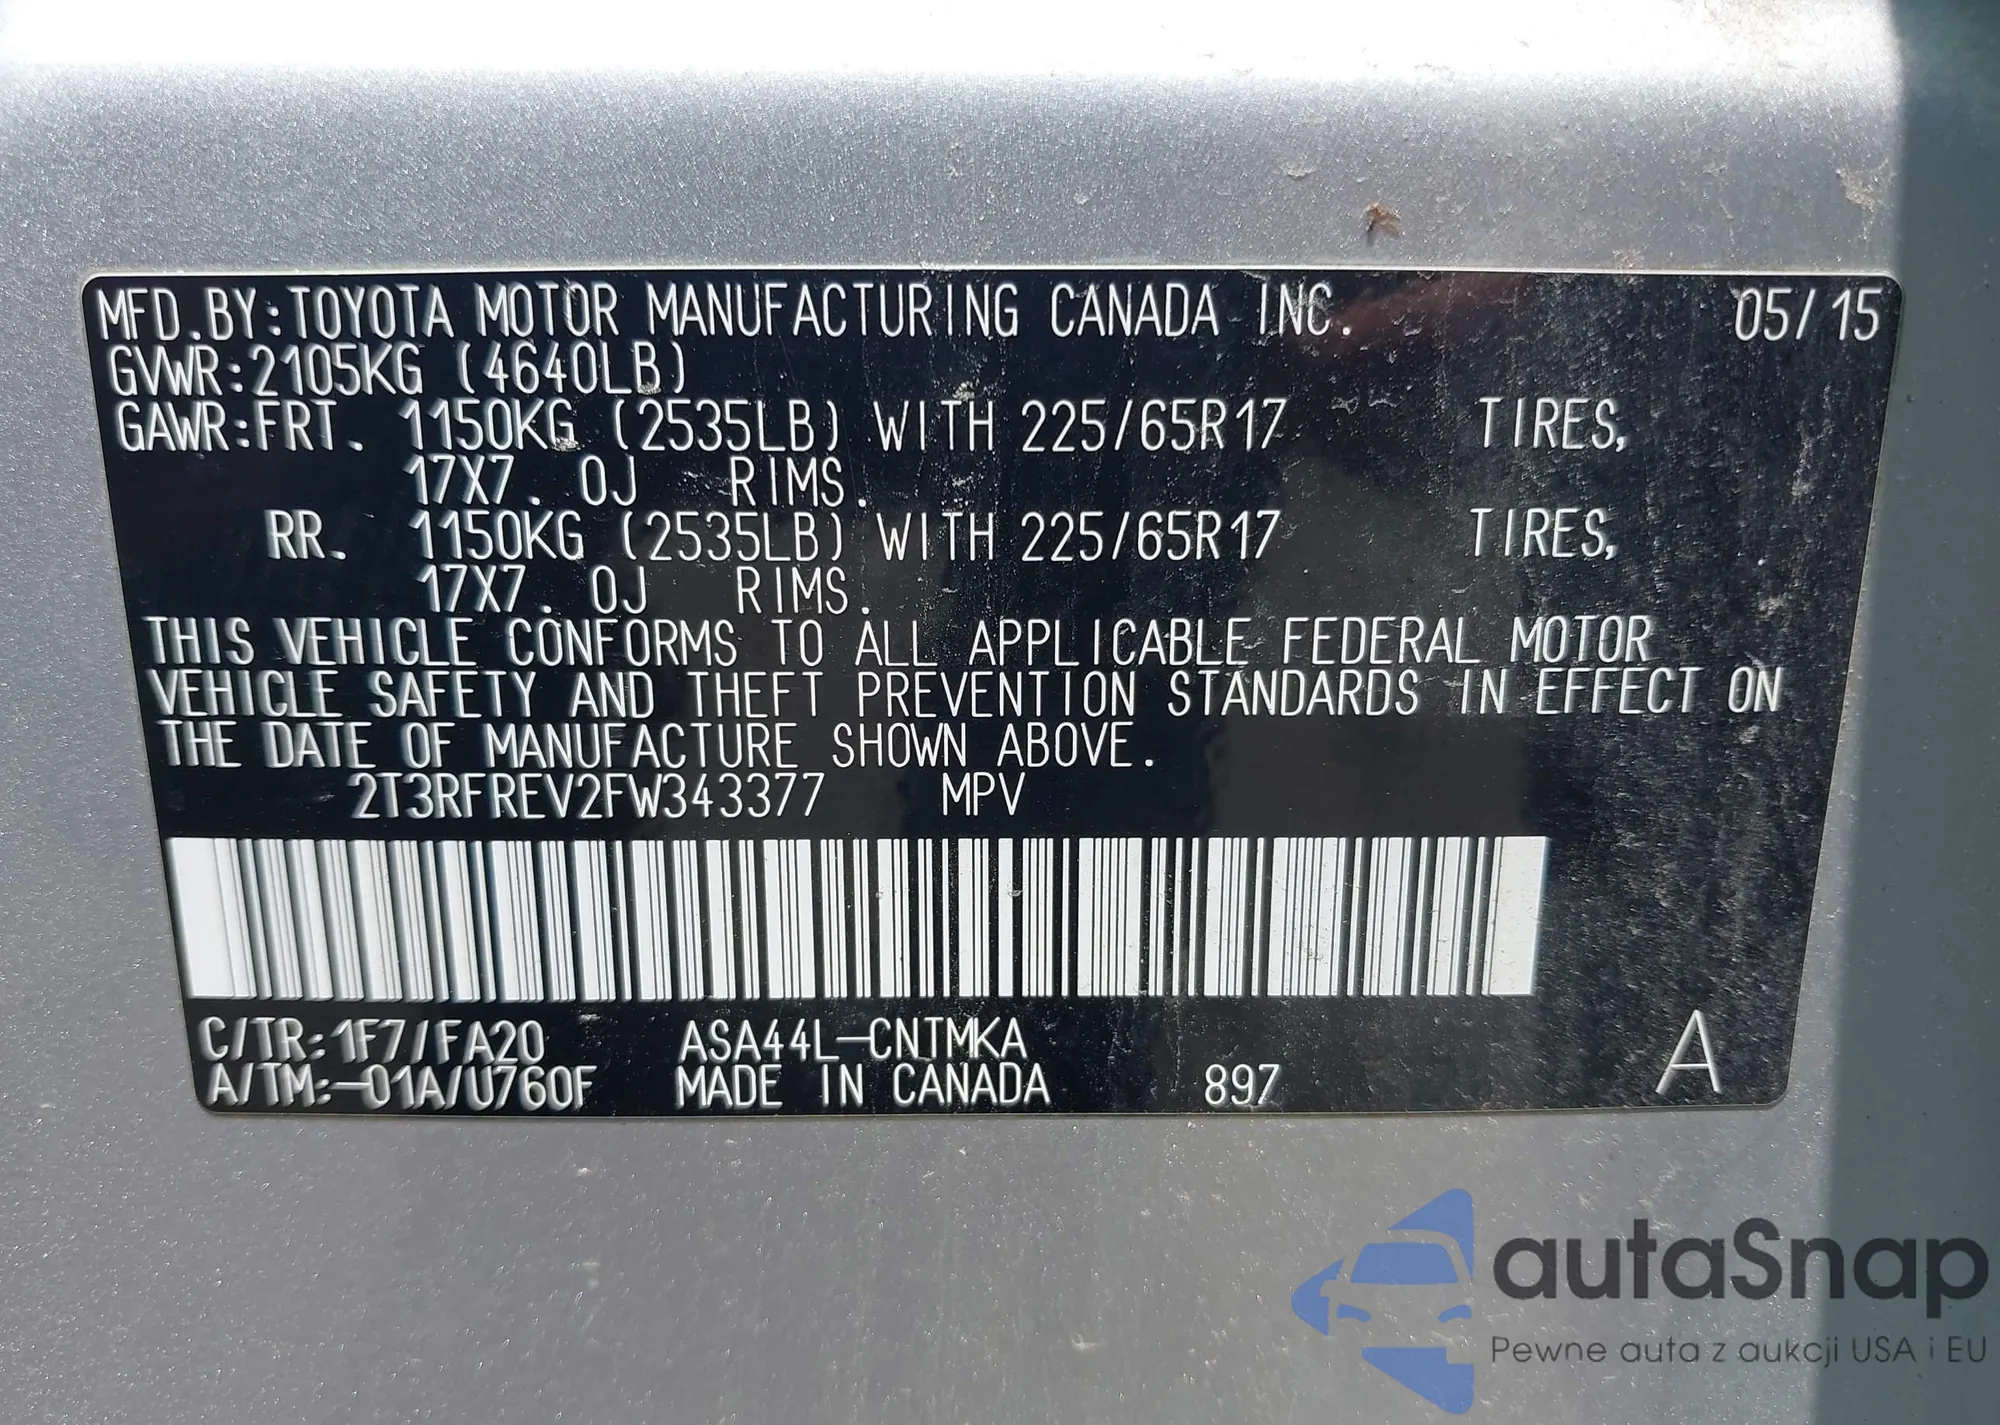 MFD.BY:TOYOTA MOTOR MANUFACTURING CANADA INC. 05/15
GVWR:2105KG (4640LB)
GAWR:FRT. 1150KG (2535LB) WITH 225/65R17 TIRES,
17X7. 0J RIMS.
RR. 1150KG (2535LB) WITH 225/65R17 TIRES,
17X7. 0J RIMS.
THIS VEHICLE CONFORMS TO ALL APPLICABLE FEDERAL MOTOR
VEHICLE SAFETY AND THEFT PREVENTION STANDARDS IN EFFECT ON
THE DATE OF MANUFACTURE SHOWN ABOVE.
2T3RFREV2FW343377 MPV
C/TR:1F7/FA20 ASA44L-CNTMKA
A/TM:-01A/U760F MADE IN CANADA 897 A
autaSnap
Pewne auta z aukcji USA i EU